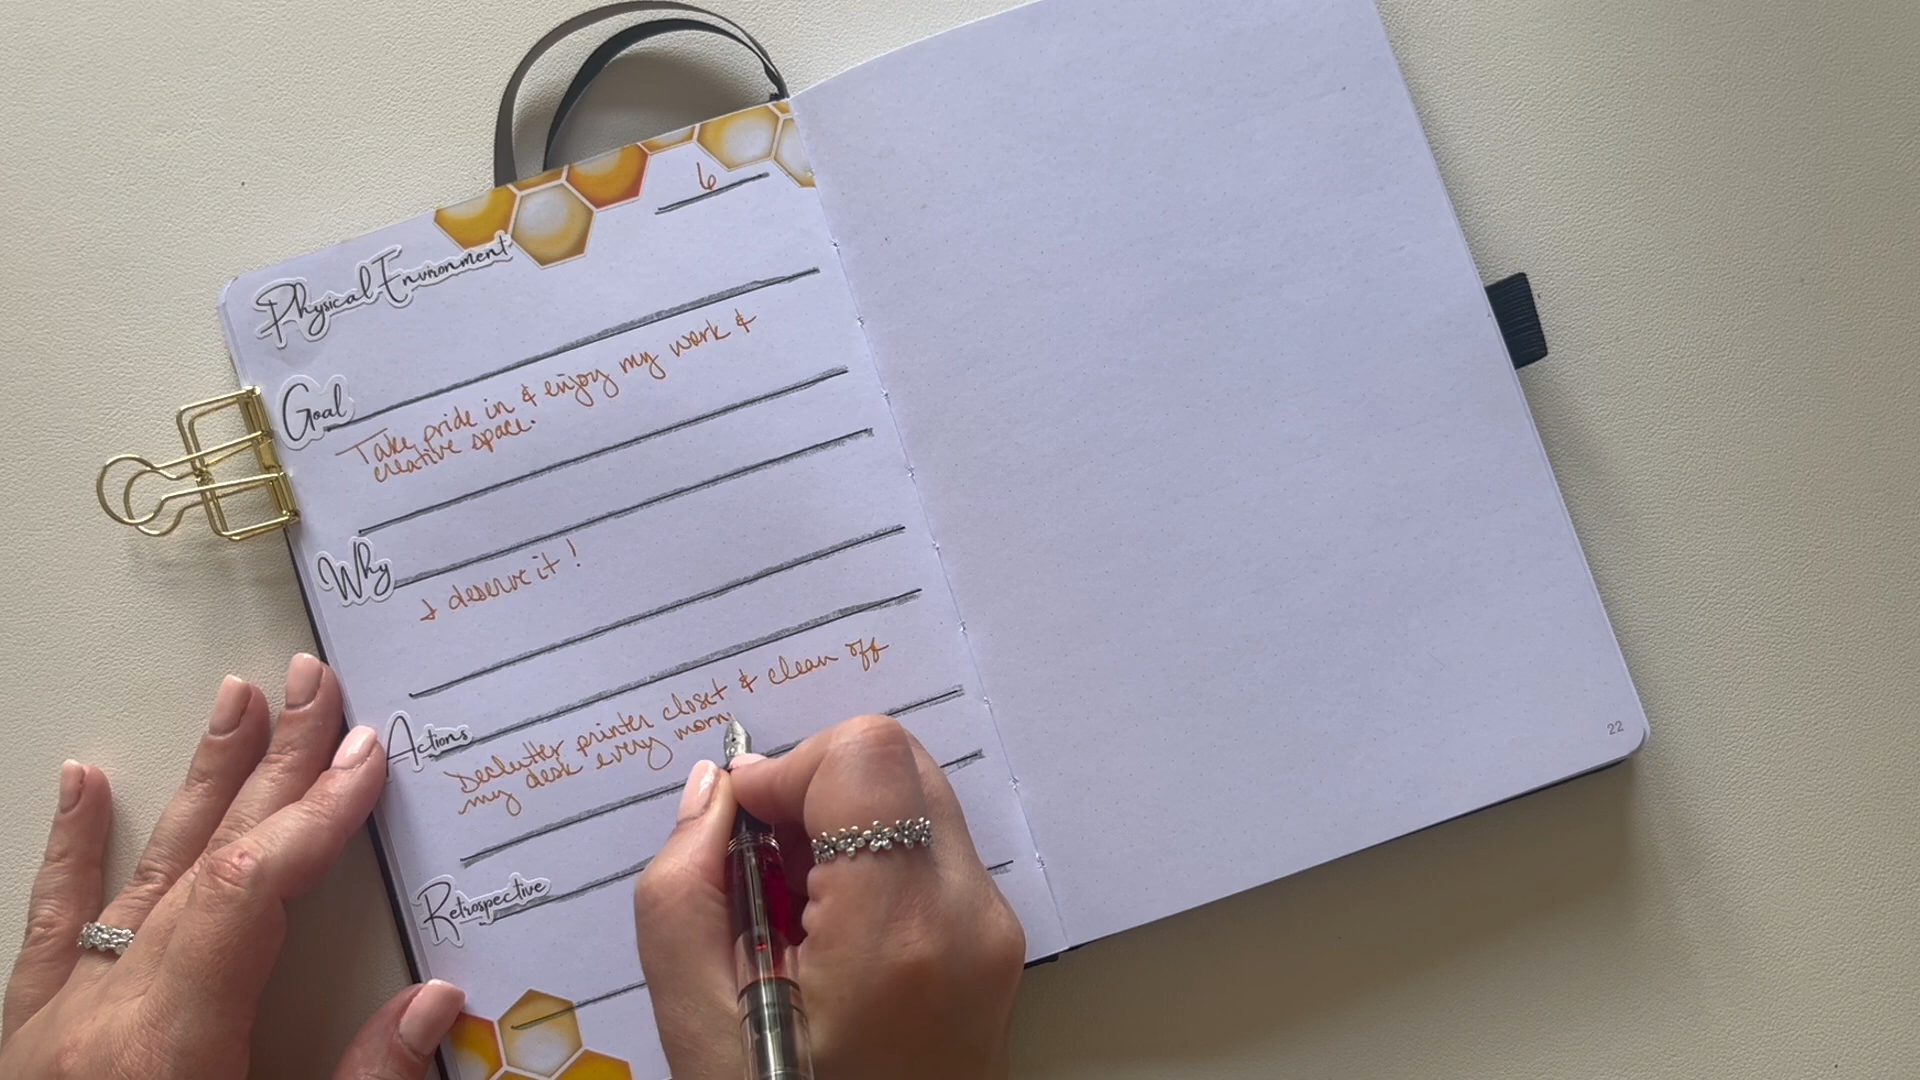 6
Physical Environment
Goal
Take pride in & enjoy my work &
creative space.
Why
I deserve it!
Actions
Declutter printer closet & clean off
my desk every morn
Retrospective
22